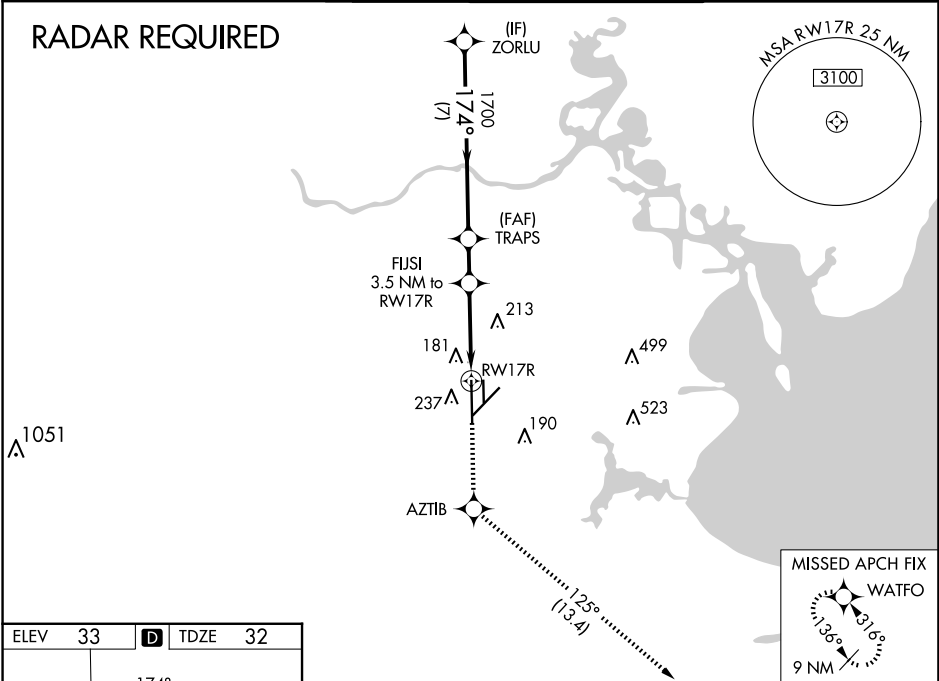 RADAR REQUIRED
(IF)
ZORLU
1700
174°
(7)
MSA RW17R 25 NM
3100
(FAF)
TRAPS
FIJSI
3.5 NM to
RW17R
213
181
499
RW17R
237
523
190
1051
AZTIB
125°
(13.4)
MISSED APCH FIX
WATFO
136°
316°
9 NM
ELEV 33 D TDZE 32